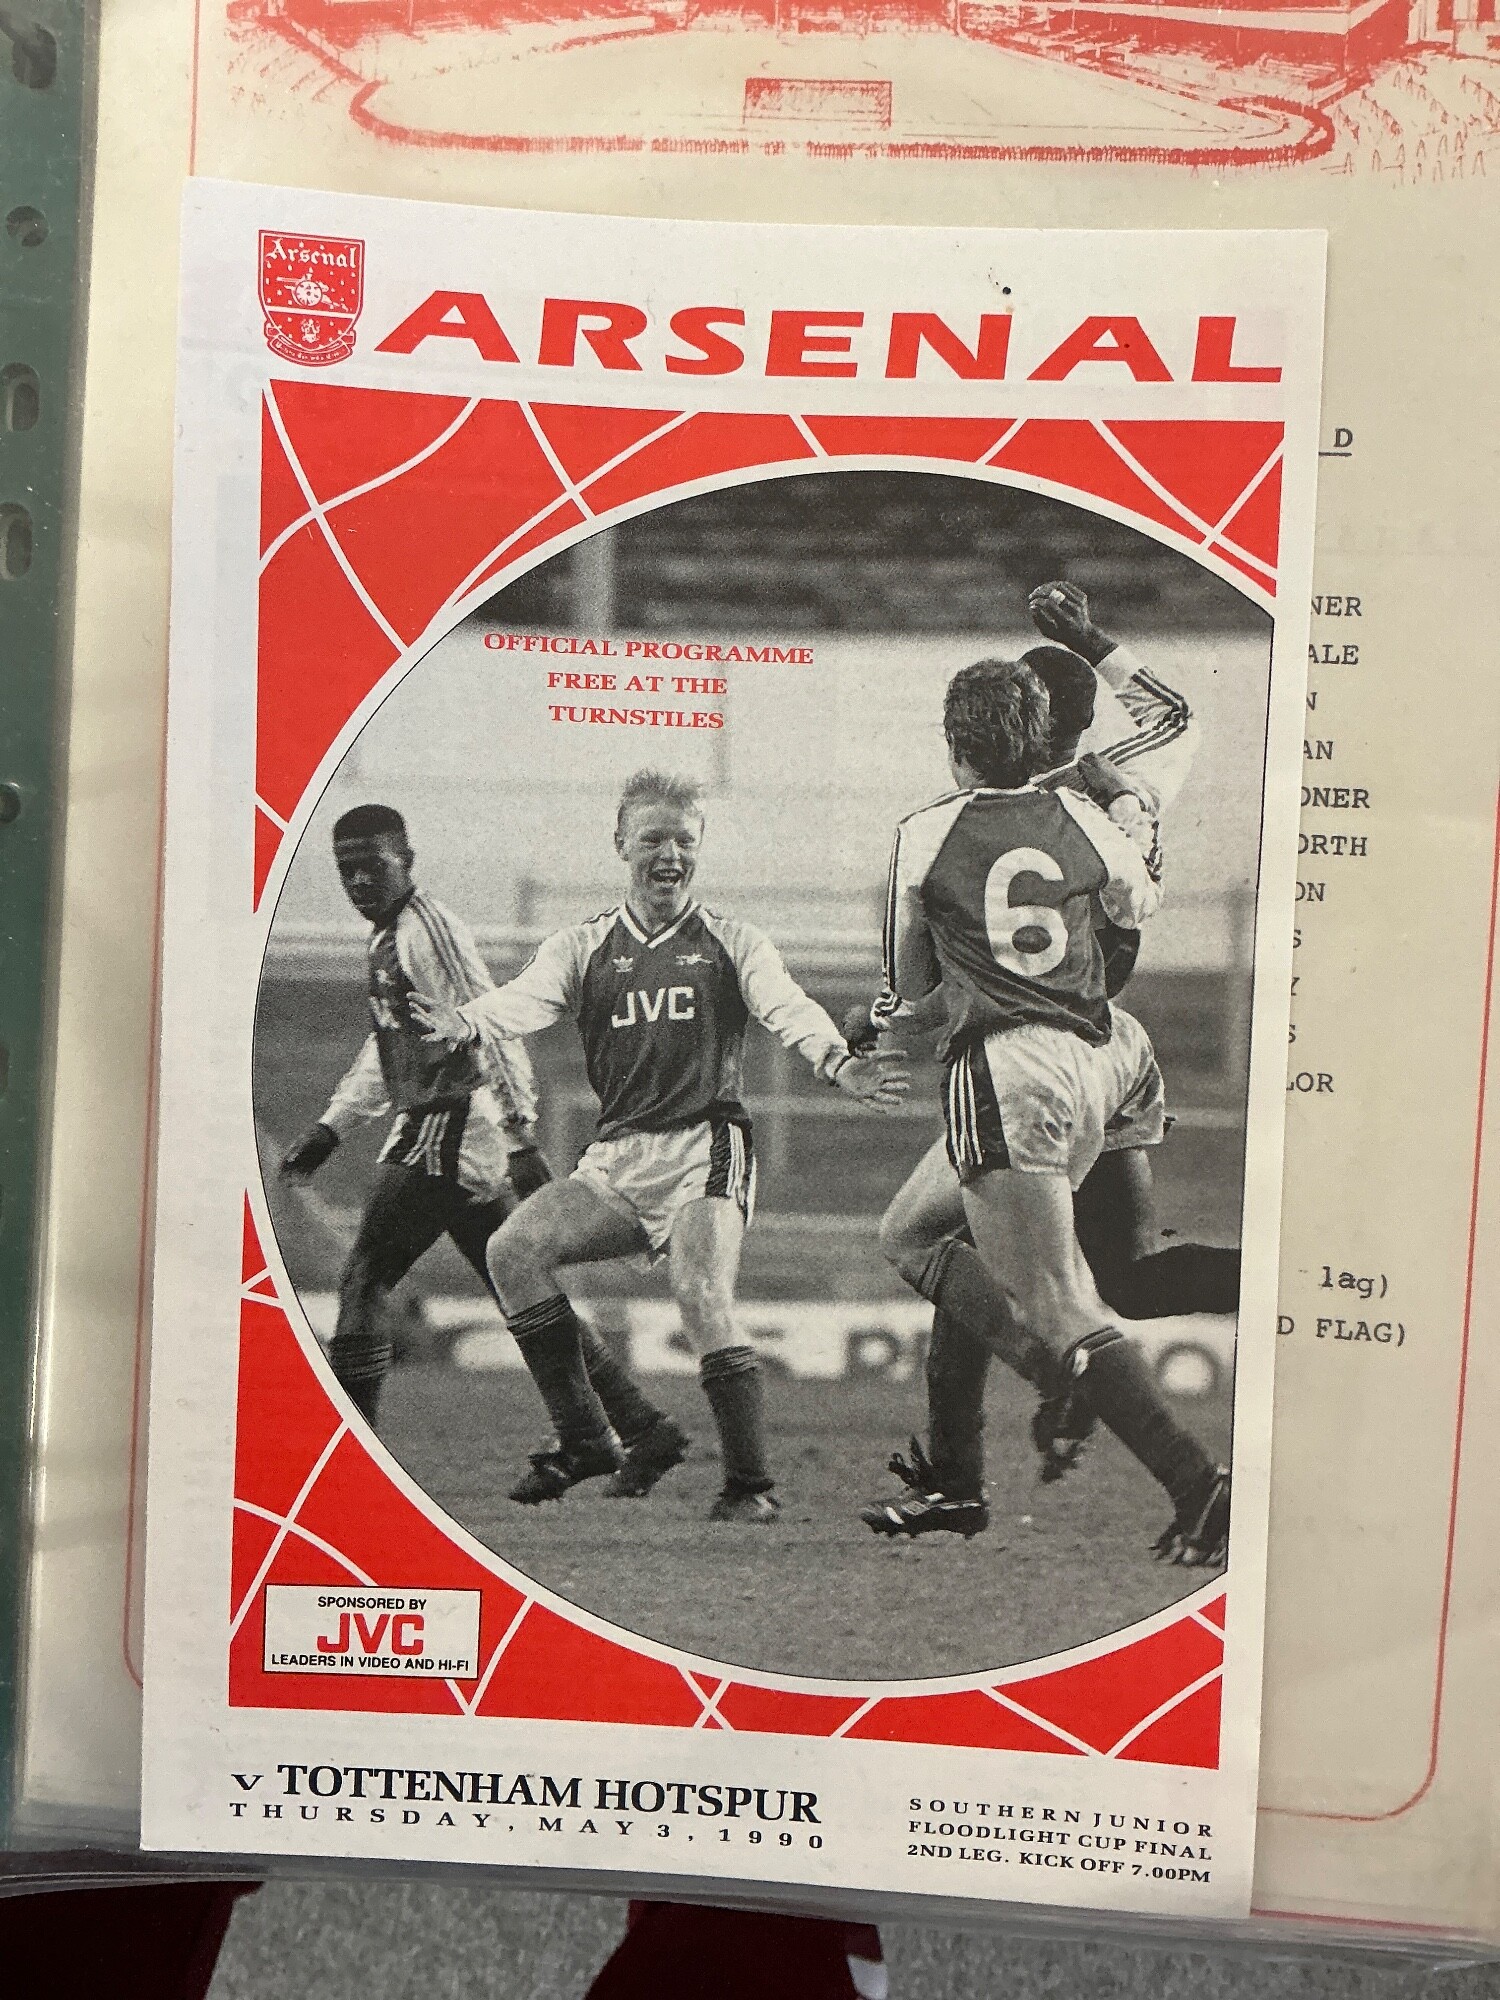 Arsenal
ARSENAL
D
OFFICIAL PROGRAMME
FREE AT THE
TURNSTILES
NER
ALE
N
AN
ONER
ORTH
ON
S
Y
S
LOR
lag)
D FLAG)
6
JVC
SPONSORED BY
JVC
LEADERS IN VIDEO AND HI-FI
v TOTTENHAM HOTSPUR
THURSDAY, MAY 3, 1990
SOUTHERN JUNIOR
FLOODLIGHT CUP FINAL
2ND LEG. KICK OFF 7.00PM